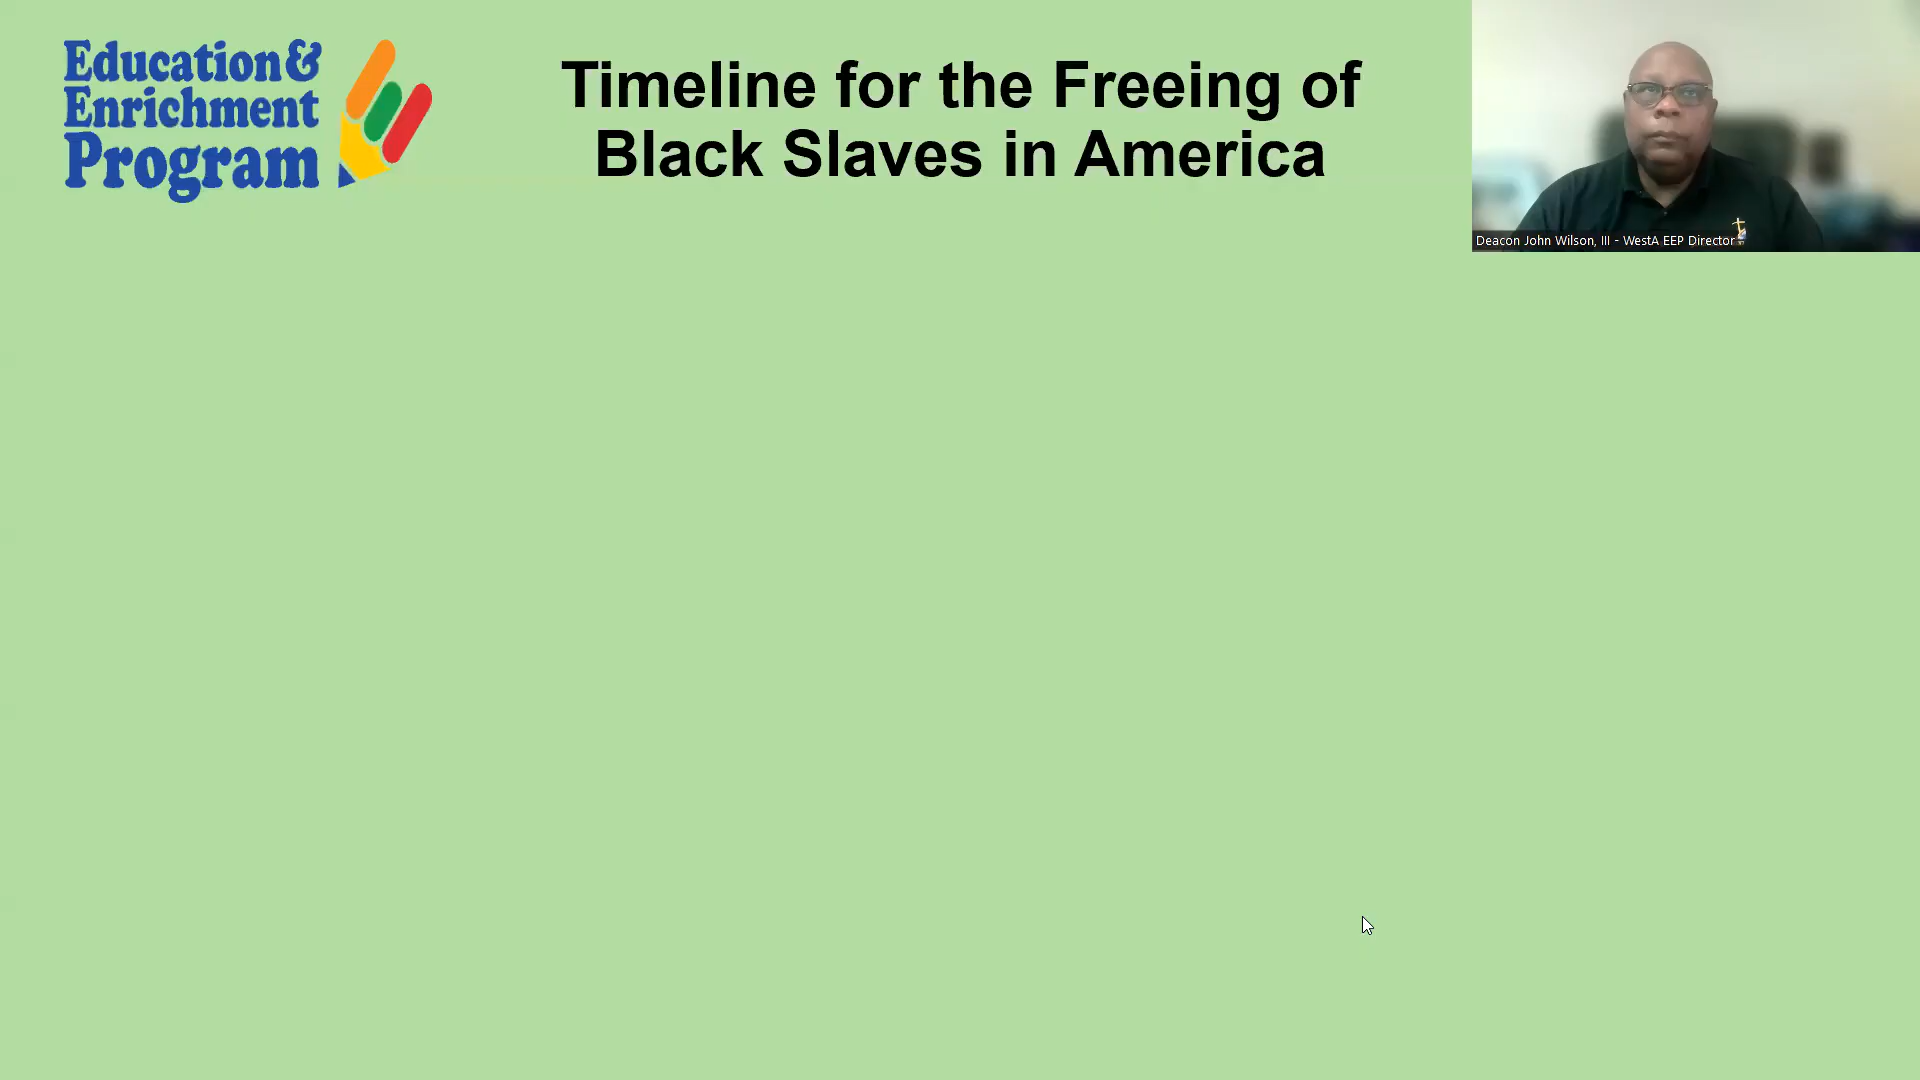 Education&
Enrichment
Program
Timeline for the Freeing of
Black Slaves in America
Deacon John Wilson, III - WestA EEP Director